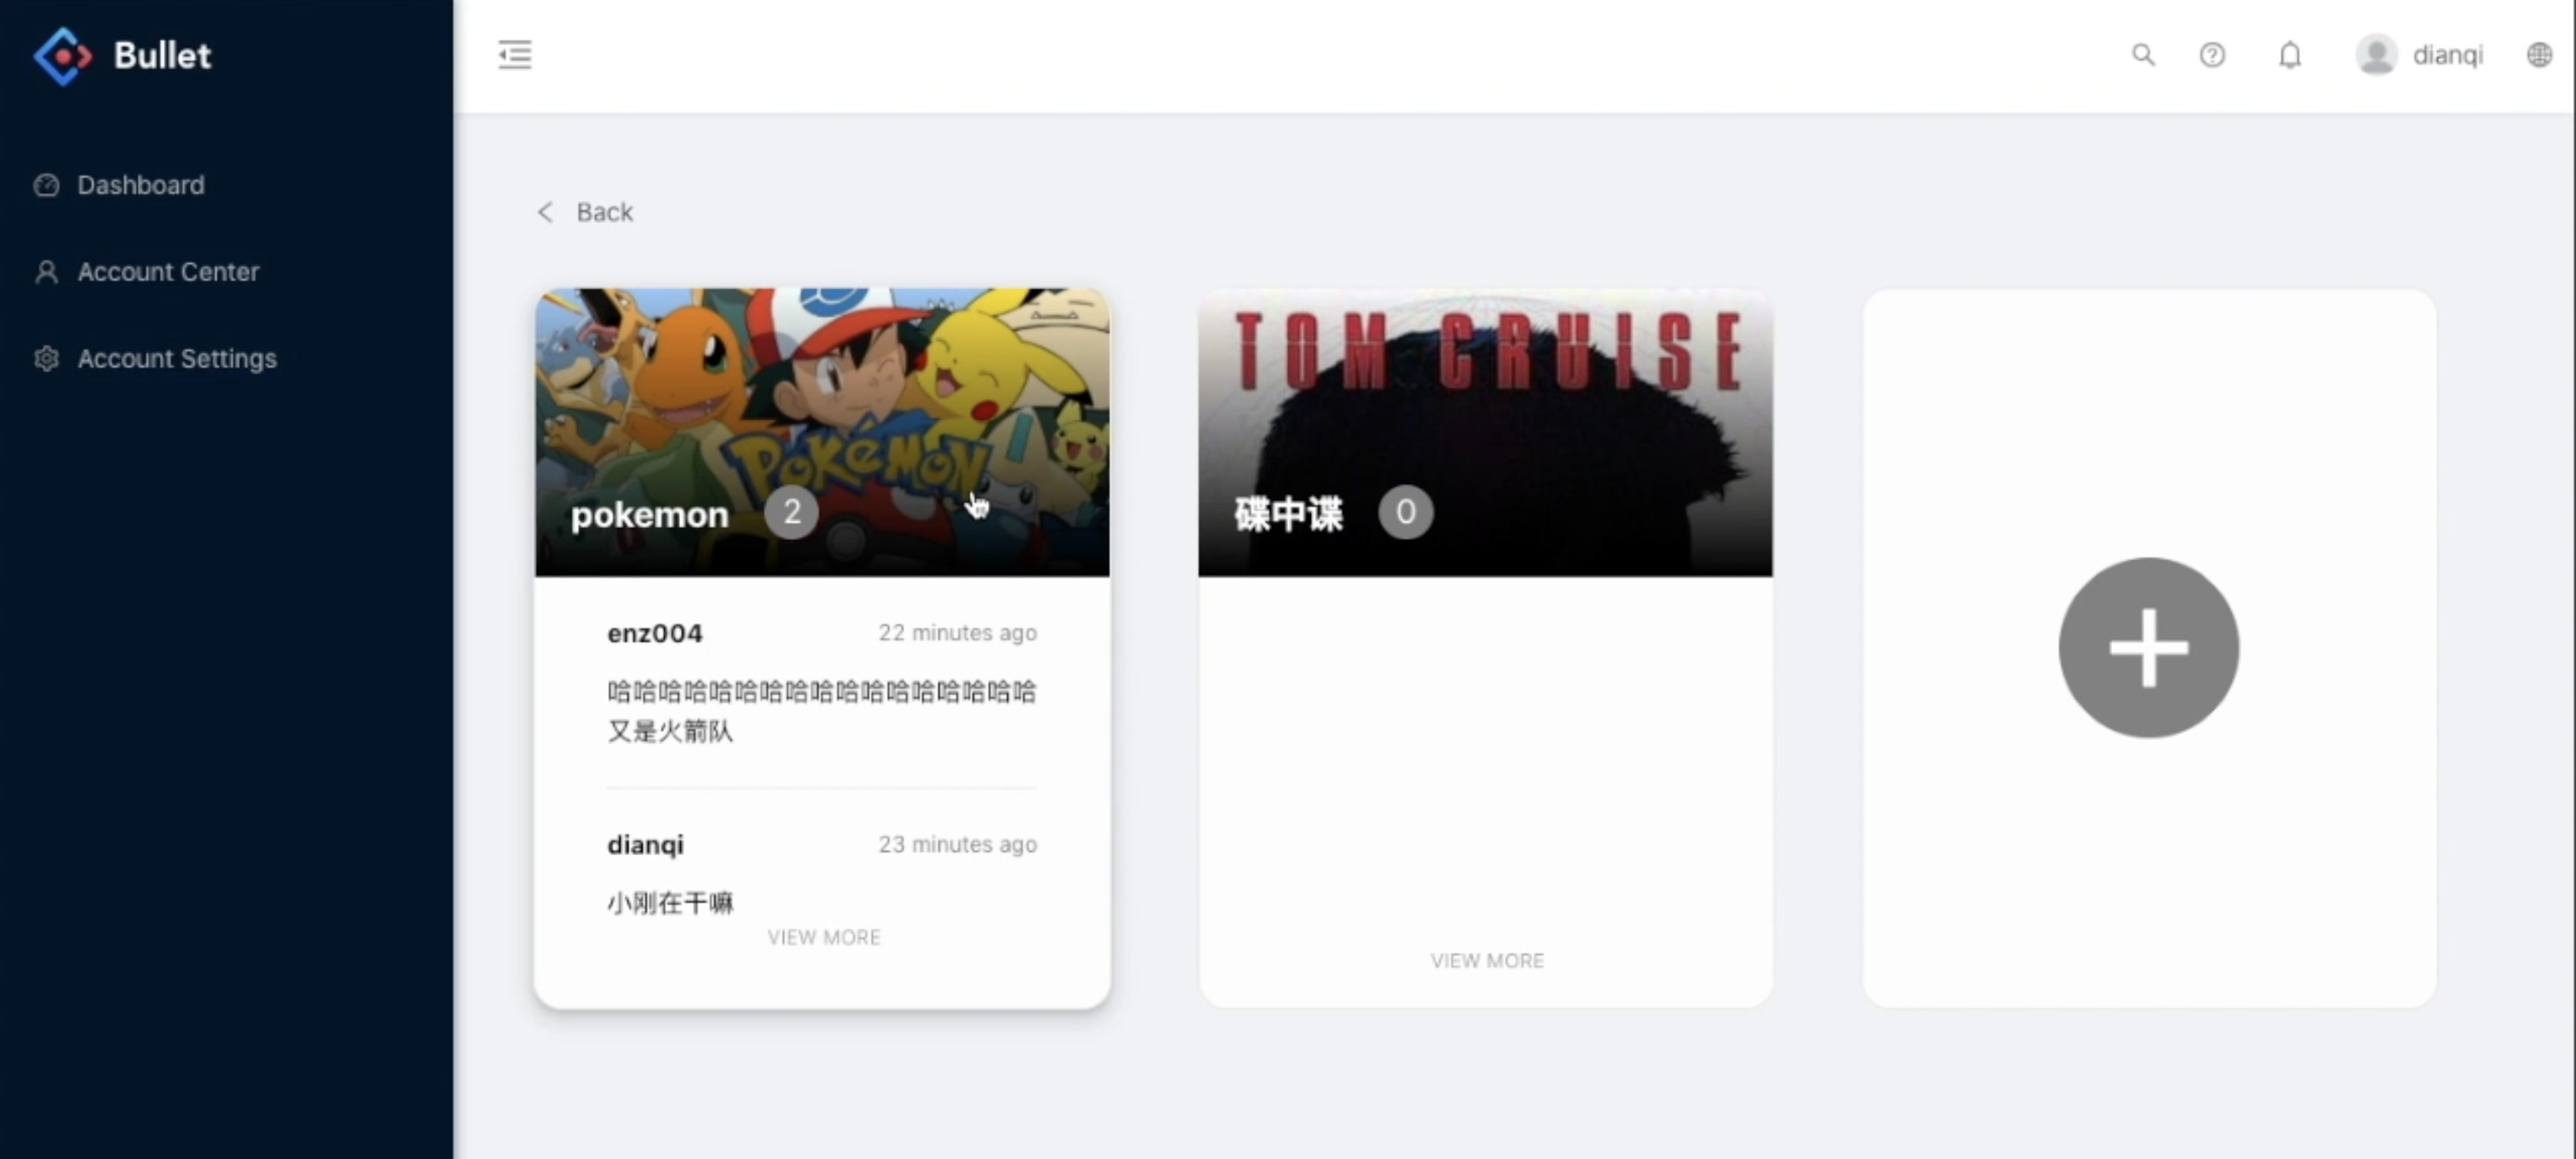 Bullet
dianqi
Dashboard
Account Center
Account Settings
Back
POKéMON
pokemon 2
enz004 22 minutes ago
哈哈哈哈哈哈哈哈哈哈哈哈哈哈哈哈哈
又是火箭队
dianqi 23 minutes ago
小刚在干嘛
VIEW MORE
TOM CRUISE
碟中谍 0
VIEW MORE